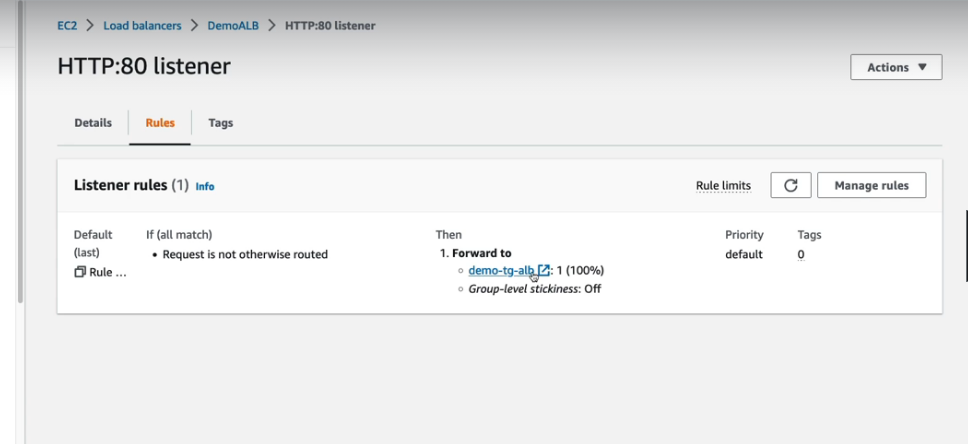 EC2 > Load balancers > DemoALB > HTTP:80 listener
HTTP:80 listener
Actions
Details
Rules
Tags
Listener rules (1) Info
Rule limits
Manage rules
Default (last)
If (all match)
Then
Priority
Tags
Rule ...
• Request is not otherwise routed
1. Forward to
demo-tg-alb: 1 (100%)
Group-level stickiness: Off
default
0